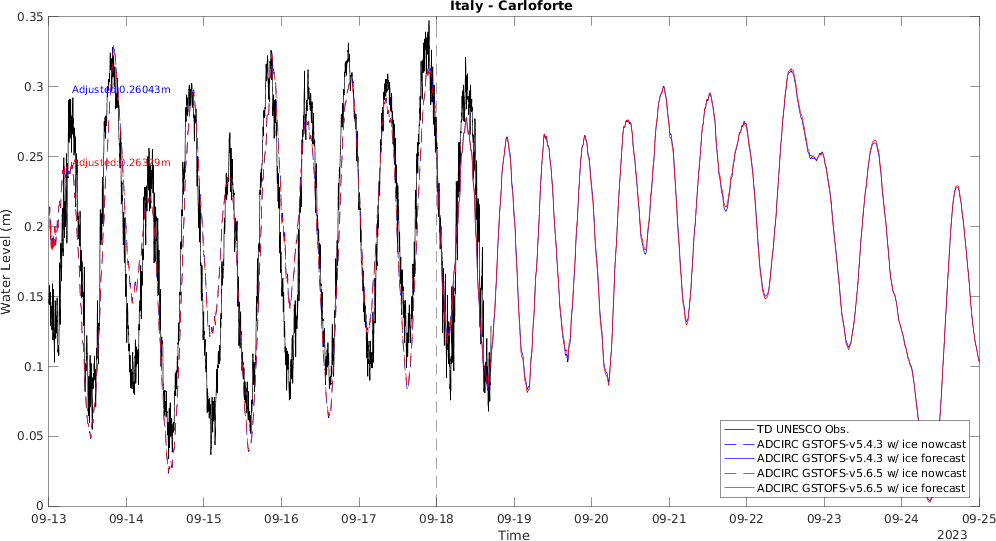 Italy - Carloforte
Water Level (m)
0.35
0.3
0.25
0.2
0.15
0.1
0.05
0
Adjusted:0.26043m
Adjusted:0.26329m
TD UNESCO Obs.
ADCIRC GSTOFS-v5.4.3 w/ ice nowcast
ADCIRC GSTOFS-v5.4.3 w/ ice forecast
ADCIRC GSTOFS-v5.6.5 w/ ice nowcast
ADCIRC GSTOFS-v5.6.5 w/ ice forecast
09-13 09-14 09-15 09-16 09-17 09-18 09-19 09-20 09-21 09-22 09-23 09-24 09-25
Time
2023